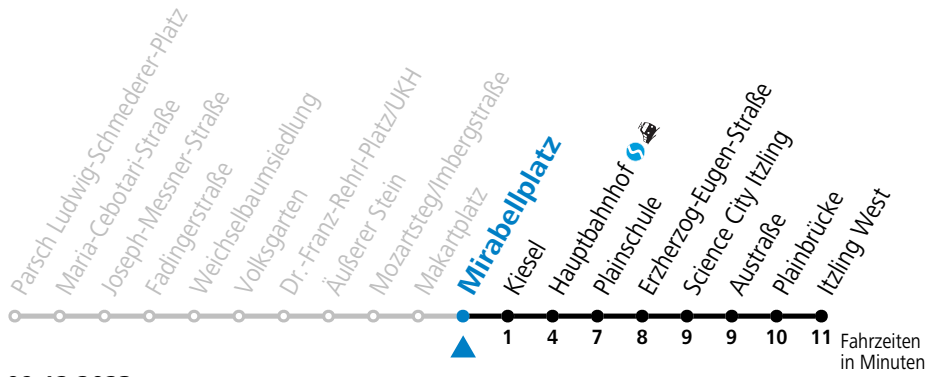 Parsch Ludwig-Schmederer-Platz
Maria-Cebotari-Straße
Joseph-Messner-Straße
Fadingerstraße
Weichselbaumsiedlung
Volksgarten
Dr.-Franz-Rehrl-Platz/UKH
Äußerer Stein
Mozartsteg/Imbergstraße
Makartplatz
Mirabellplatz
Kiesel
Hauptbahnhof S
Plainschule
Erzherzog-Eugen-Straße
Science City Itzling
Austraße
Plainbrücke
Itzling West
1 4 7 8 9 9 10 11
Fahrzeiten
in Minuten